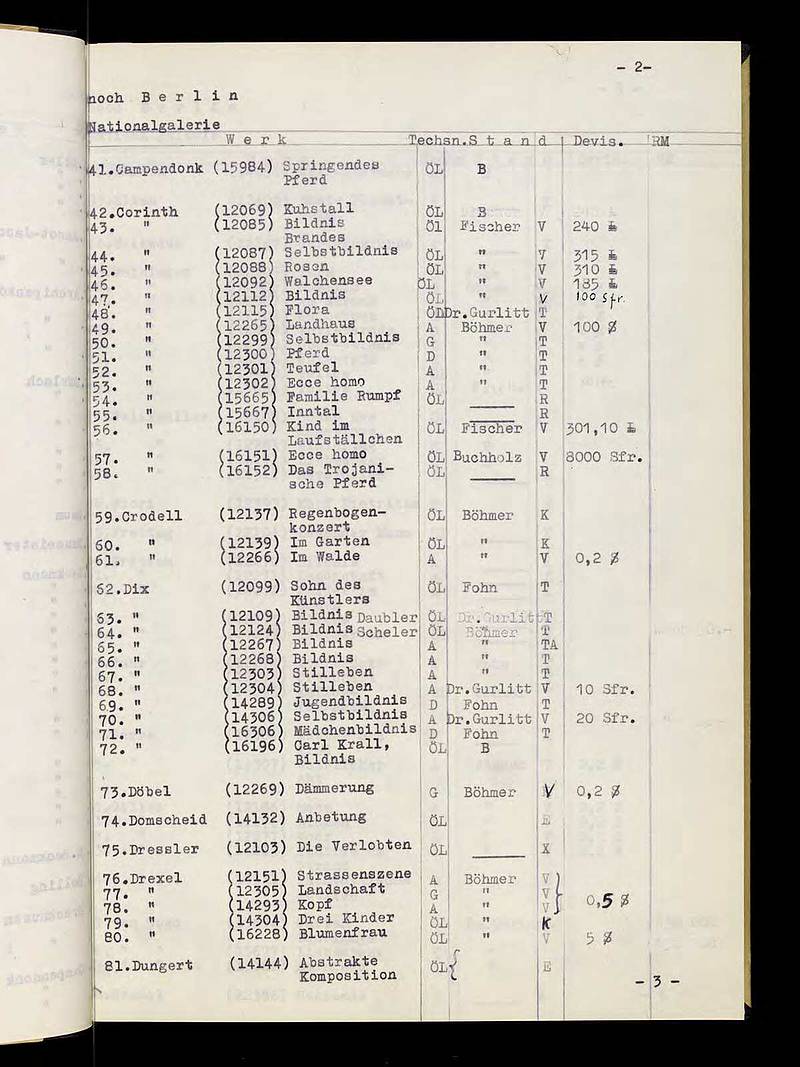 - 2-
noch B e r l i n
Nationalgalerie
W e r k Techn. S t a n d Devis. RM
41.Campendonk (15984) Springendes ÖL B
Pferd
42.Corinth (12069) Kuhstall ÖL B
43. " (12085) Bildnis Öl Fischer V 240 £
Brandes
44. " (12087) Selbstbildnis ÖL " V 315 £
45. " (12088) Rosen ÖL " V 310 £
46. " (12092) Walchensee ÖL " V 185 £
47. " (12112) Bildnis ÖL " V 100 Sfr.
48. " (12115) Flora ÖL Dr.Gurlitt T
49. " (12265) Landhaus A Böhmer V 100 $
50. " (12299) Selbstbildnis G " T
51. " (12300) Pferd D " T
52. " (12301) Teufel A " T
53. " (12302) Ecce homo A " T
54. " (15665) Familie Rumpf ÖL ___ R
55. " (15667) Inntal ___ R
56. " (16150) Kind im ÖL Fischer V 301,10 £
Laufställchen
57. " (16151) Ecce homo ÖL Buchholz V 8000 Sfr.
58. " (16152) Das Trojani- ÖL ___ R
sche Pferd
59.Crodell (12137) Regenbogen- ÖL Böhmer K
konzert
60. " (12139) Im Garten ÖL " K
61. " (12266) Im Walde A " V 0,2 $
62.Dix (12099) Sohn des ÖL Fohn T
Künstlers
63. " (12109) Bildnis Daubler ÖL Dr.Gurlitt T
64. " (12124) Bildnis Scheler ÖL Böhmer T
65. " (12267) Bildnis A " TA
66. " (12268) Bildnis A " T
67. " (12303) Stilleben A " T
68. " (12304) Stilleben A Dr.Gurlitt V 10 Sfr.
69. " (14289) Jugendbildnis D Fohn T
70. " (14306) Selbstbildnis A Dr.Gurlitt V 20 Sfr.
71. " (16306) Mädchenbildnis D Fohn T
72. " (16196) Carl Krall, ÖL B
Bildnis
73.Döbel (12269) Dämmerung G Böhmer V 0,2 $
74.Domscheid (14132) Anbetung ÖL E
75.Dressler (12103) Die Verlobten ÖL ___ X
76.Drexel (12151) Strassenszene A Böhmer V
77. " (12305) Landschaft G " V 0,5 $
78. " (14293) Kopf A V
79. " (14304) Drei Kinder ÖL " K
80. " (16228) Blumenfrau ÖL " V 5 $
81.Dungert (14144) Abstrakte ÖL E
Komposition
- 3 -